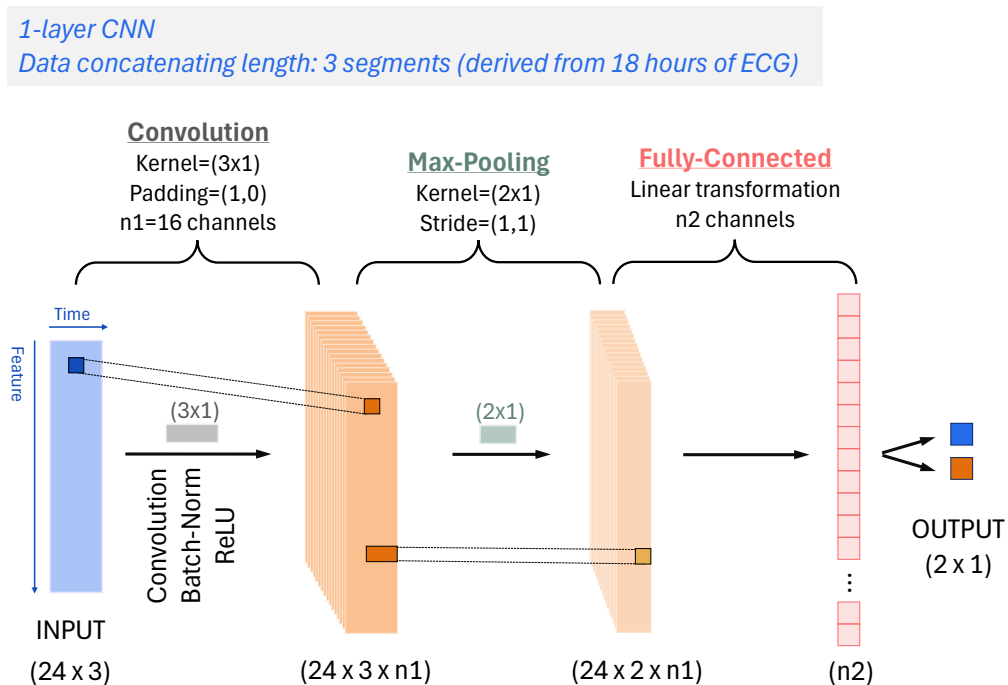 1-layer CNN
Data concatenating length: 3 segments (derived from 18 hours of ECG)
Convolution
Kernel=(3x1)
Padding=(1,0)
n1=16 channels
Max-Pooling
Kernel=(2x1)
Stride=(1,1)
Fully-Connected
Linear transformation
n2 channels
Time
Feature
(3x1)
(2x1)
Convolution
Batch-Norm
ReLU
...
INPUT
(24 x 3)
(24 x 3 x n1)
(24 x 2 x n1)
(n2)
OUTPUT
(2 x 1)